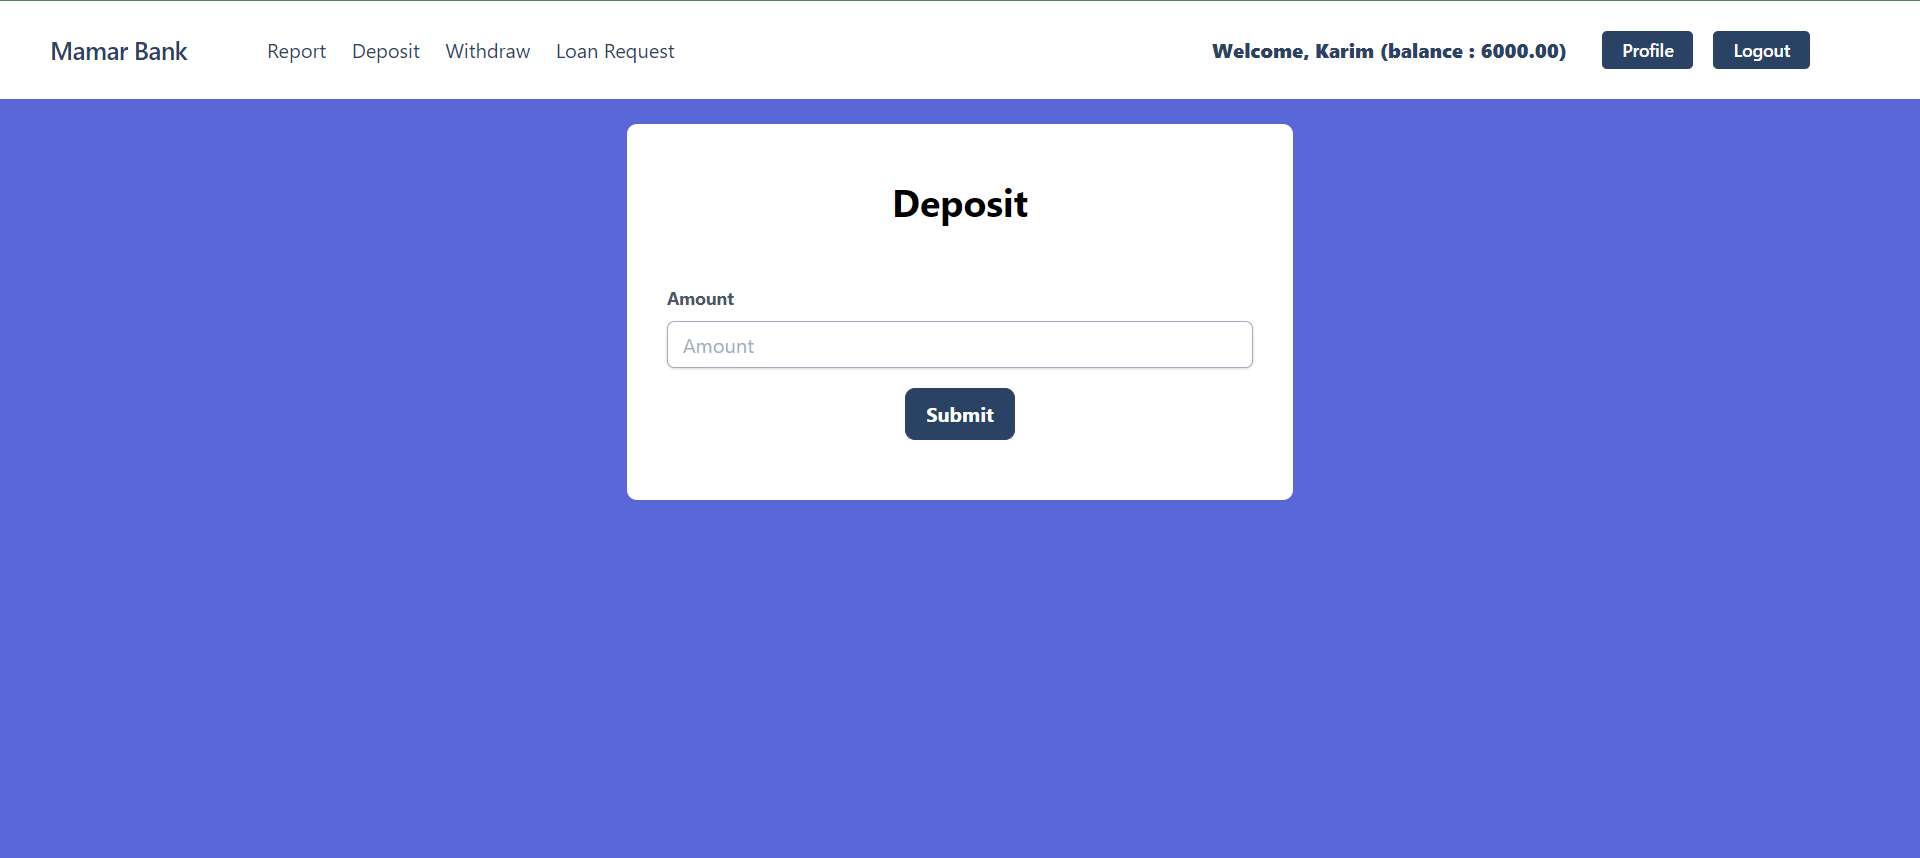 Mamar Bank Report Deposit Withdraw Loan Request Welcome, Karim (balance : 6000.00) Profile Logout
Deposit
Amount
Amount
Submit